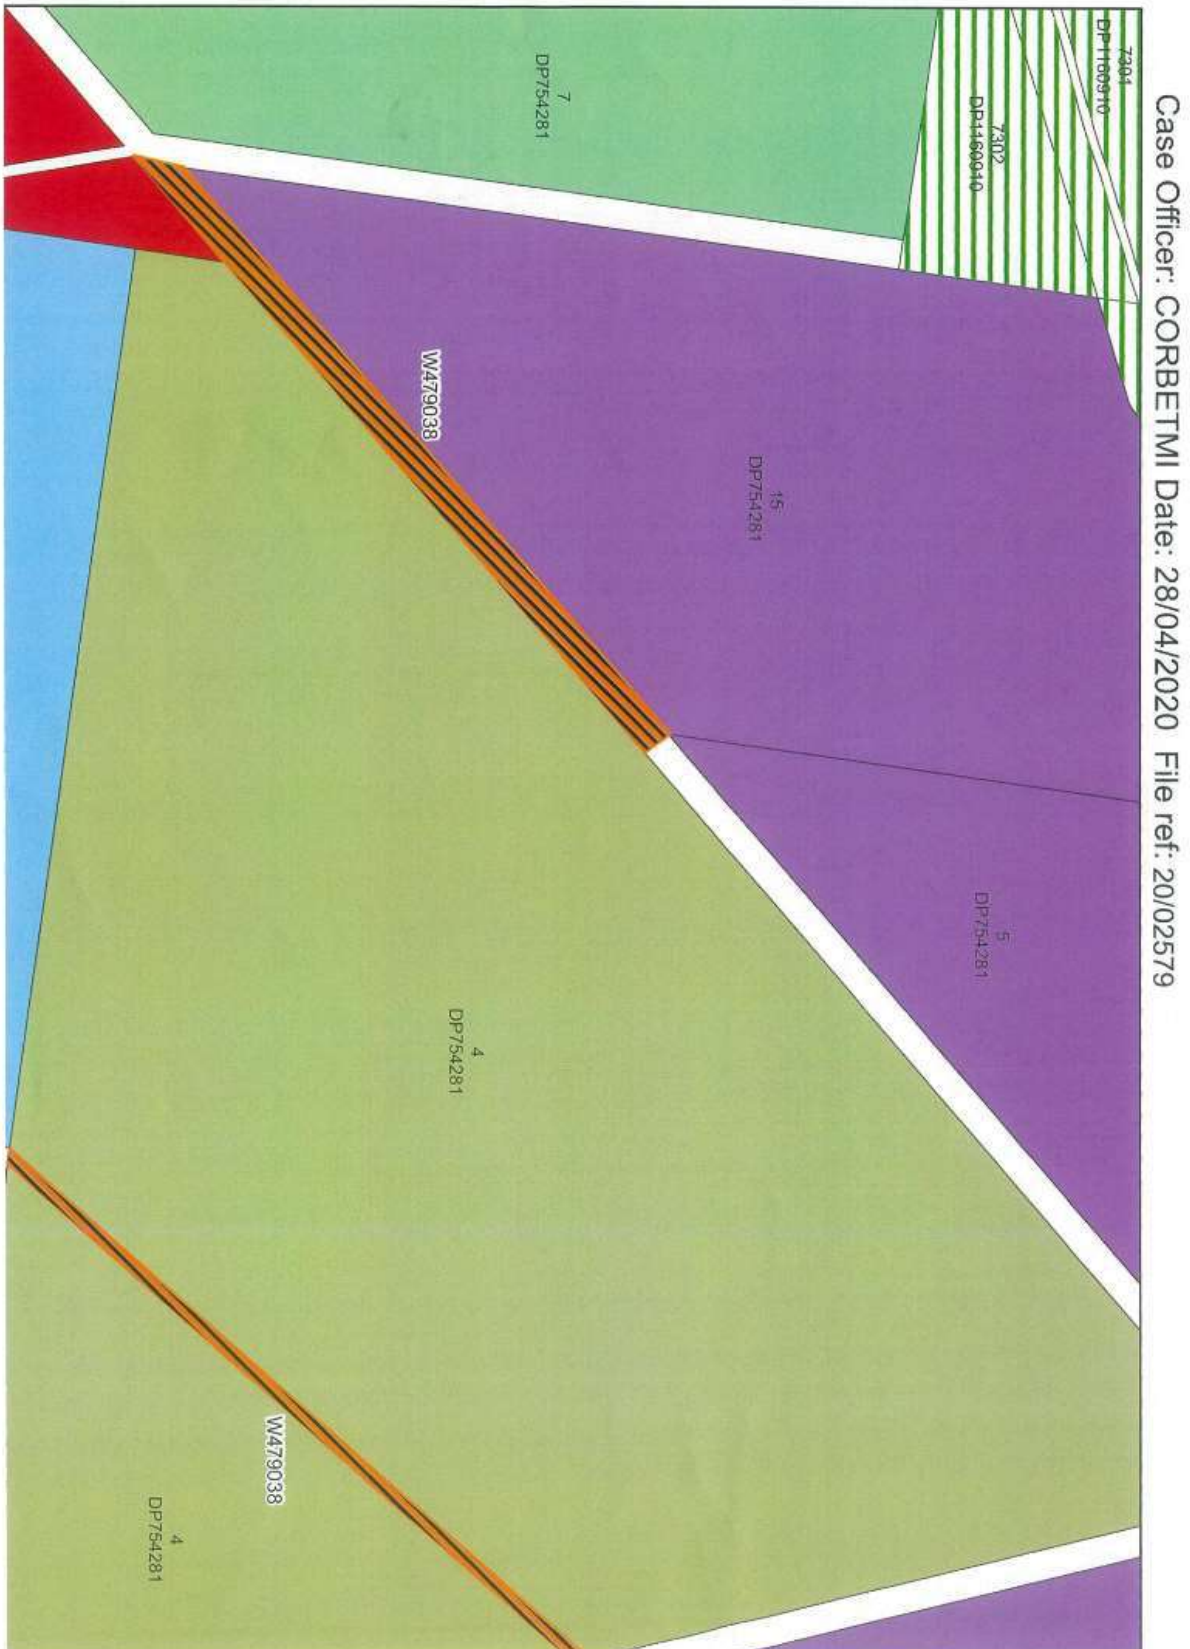 Case Officer: CORBETMI Date: 28/04/2020 File ref: 20/02579
7301
DP1160910
7302
DP1160910
7
DP754281
15
DP754281
5
DP754281
W479038
4
DP754281
W479038
4
DP754281